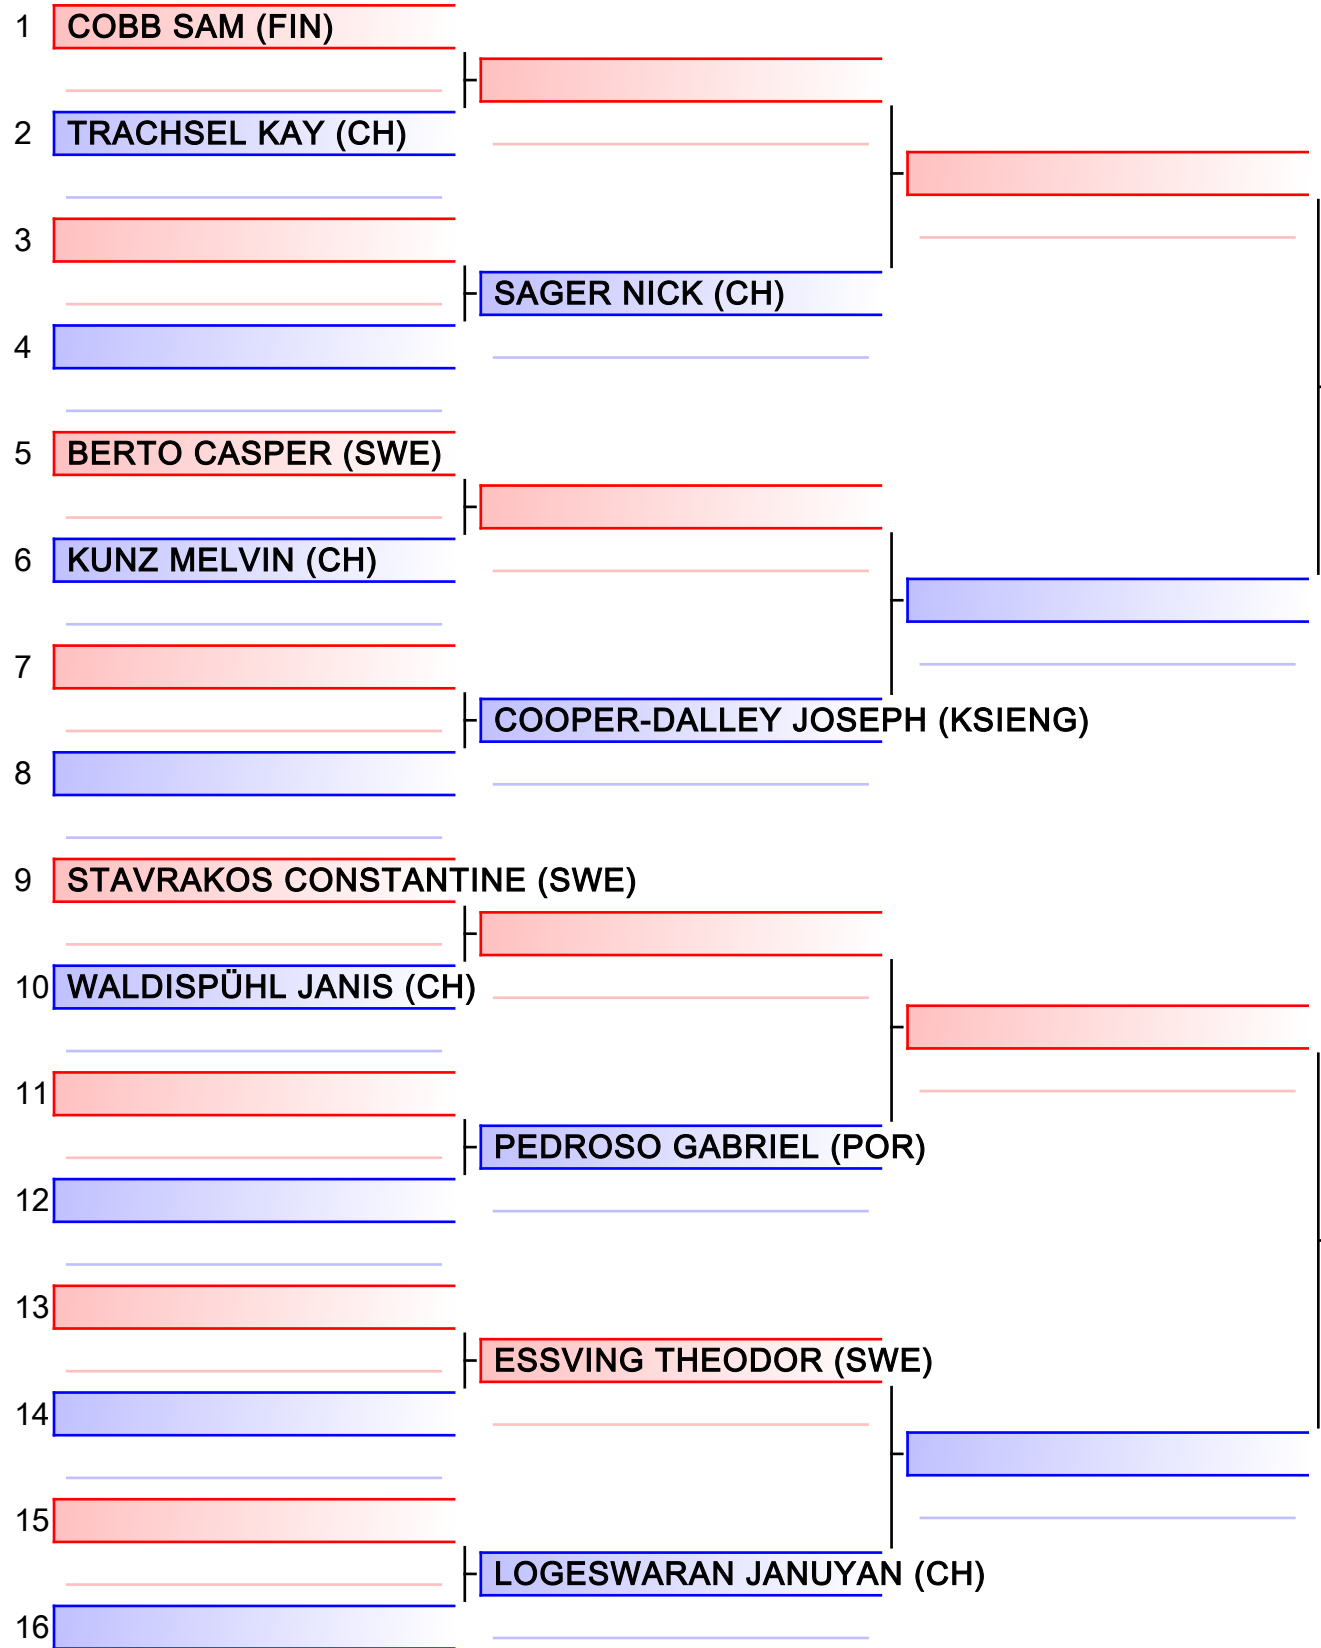 1 COBB SAM (FIN)
2 TRACHSEL KAY (CH)
3
SAGER NICK (CH)
4
5 BERTO CASPER (SWE)
6 KUNZ MELVIN (CH)
7
COOPER-DALLEY JOSEPH (KSIENG)
8
9 STAVRAKOS CONSTANTINE (SWE)
10 WALDISPÜHL JANIS (CH)
11
PEDROSO GABRIEL (POR)
12
13
ESSVING THEODOR (SWE)
14
15
LOGESWARAN JANUYAN (CH)
16